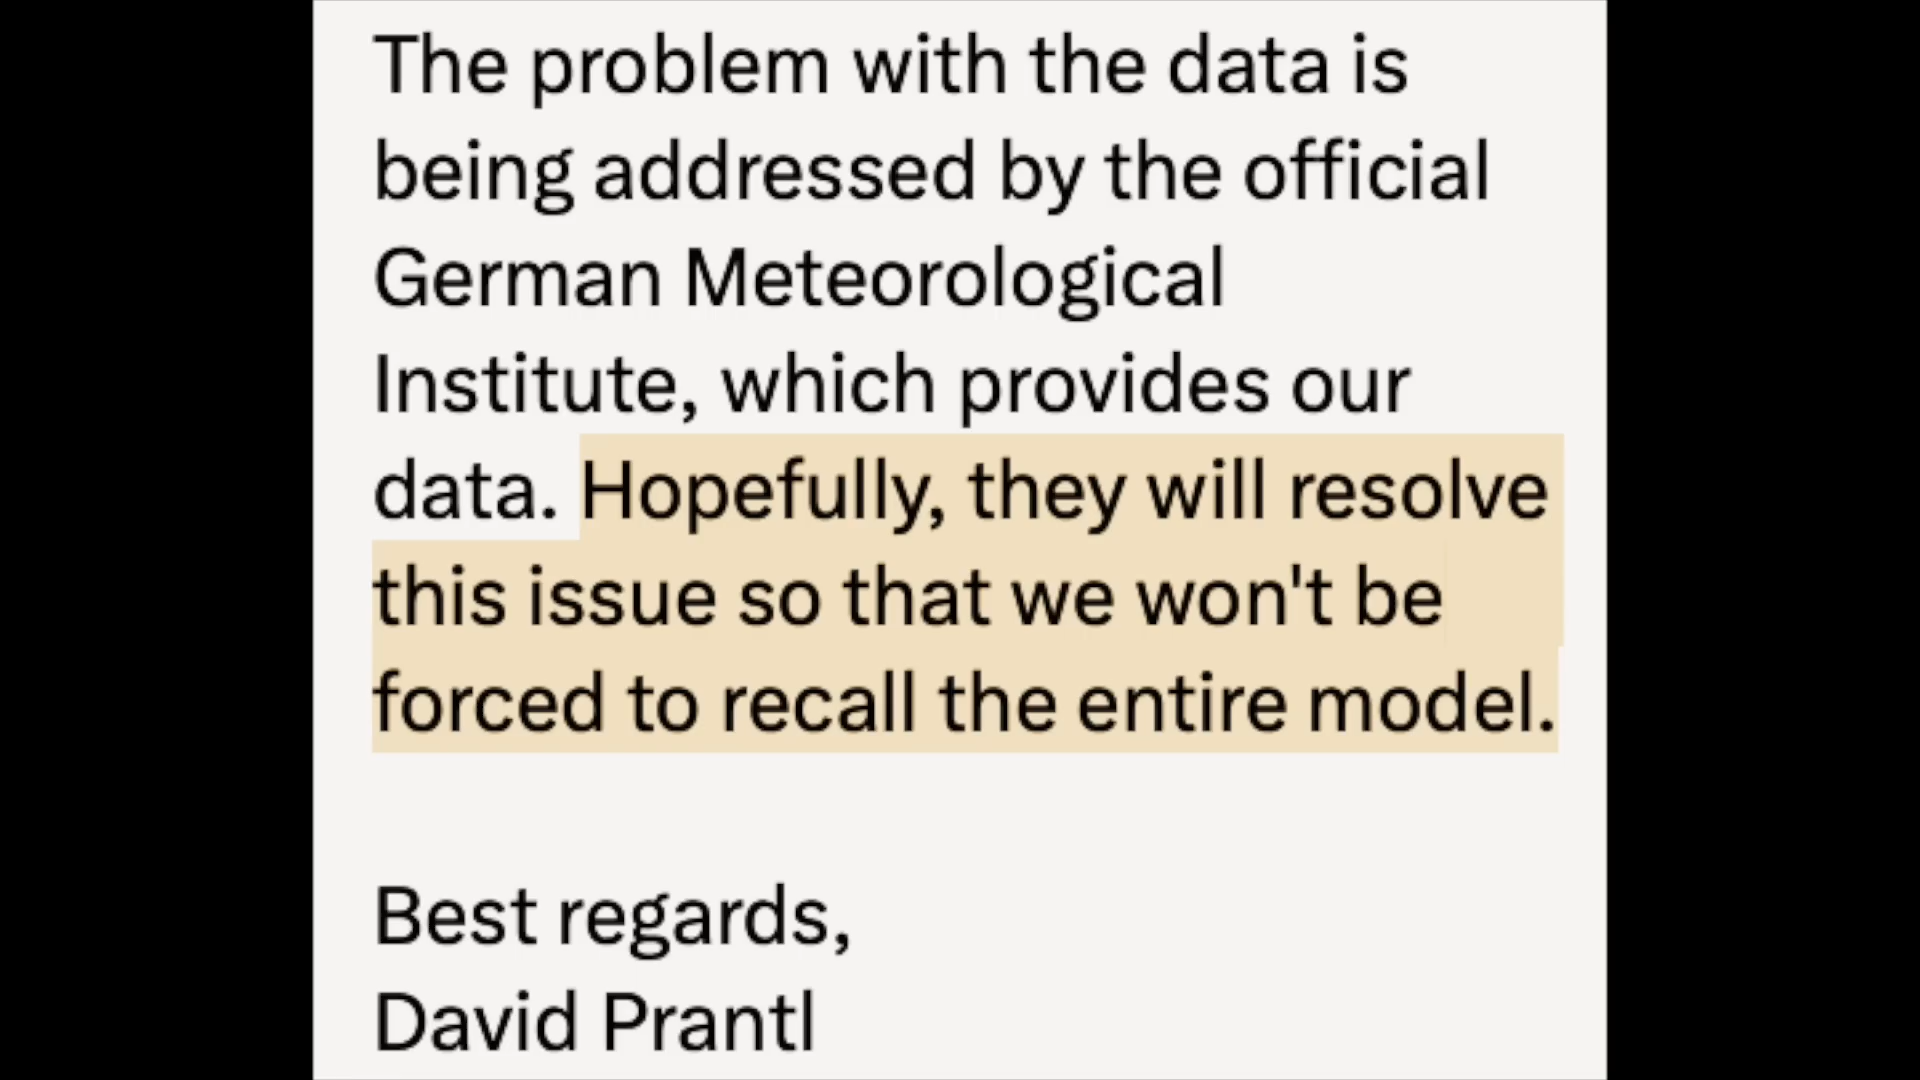 The problem with the data is
being addressed by the official
German Meteorological
Institute, which provides our
data. Hopefully, they will resolve
this issue so that we won't be
forced to recall the entire model.
Best regards,
David Prantl